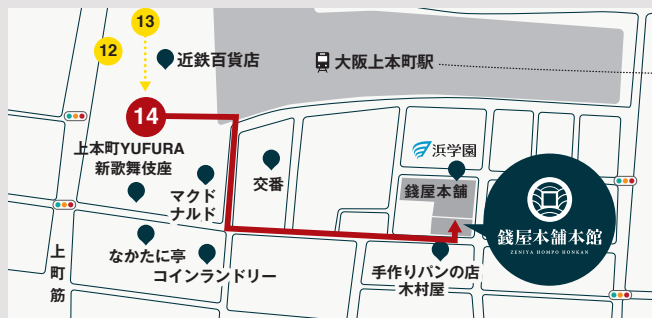 13
12
近鉄百貨店
大阪上本町駅
14
上本町YUFURA
新歌舞伎座
マクド
ナルド
交番
浜学園
錢屋本舗
錢屋本舗本館
ZENIYA HOMPO HONKAN
なかたに亭
コインランドリー
手作りパンの店
木村屋
上町筋